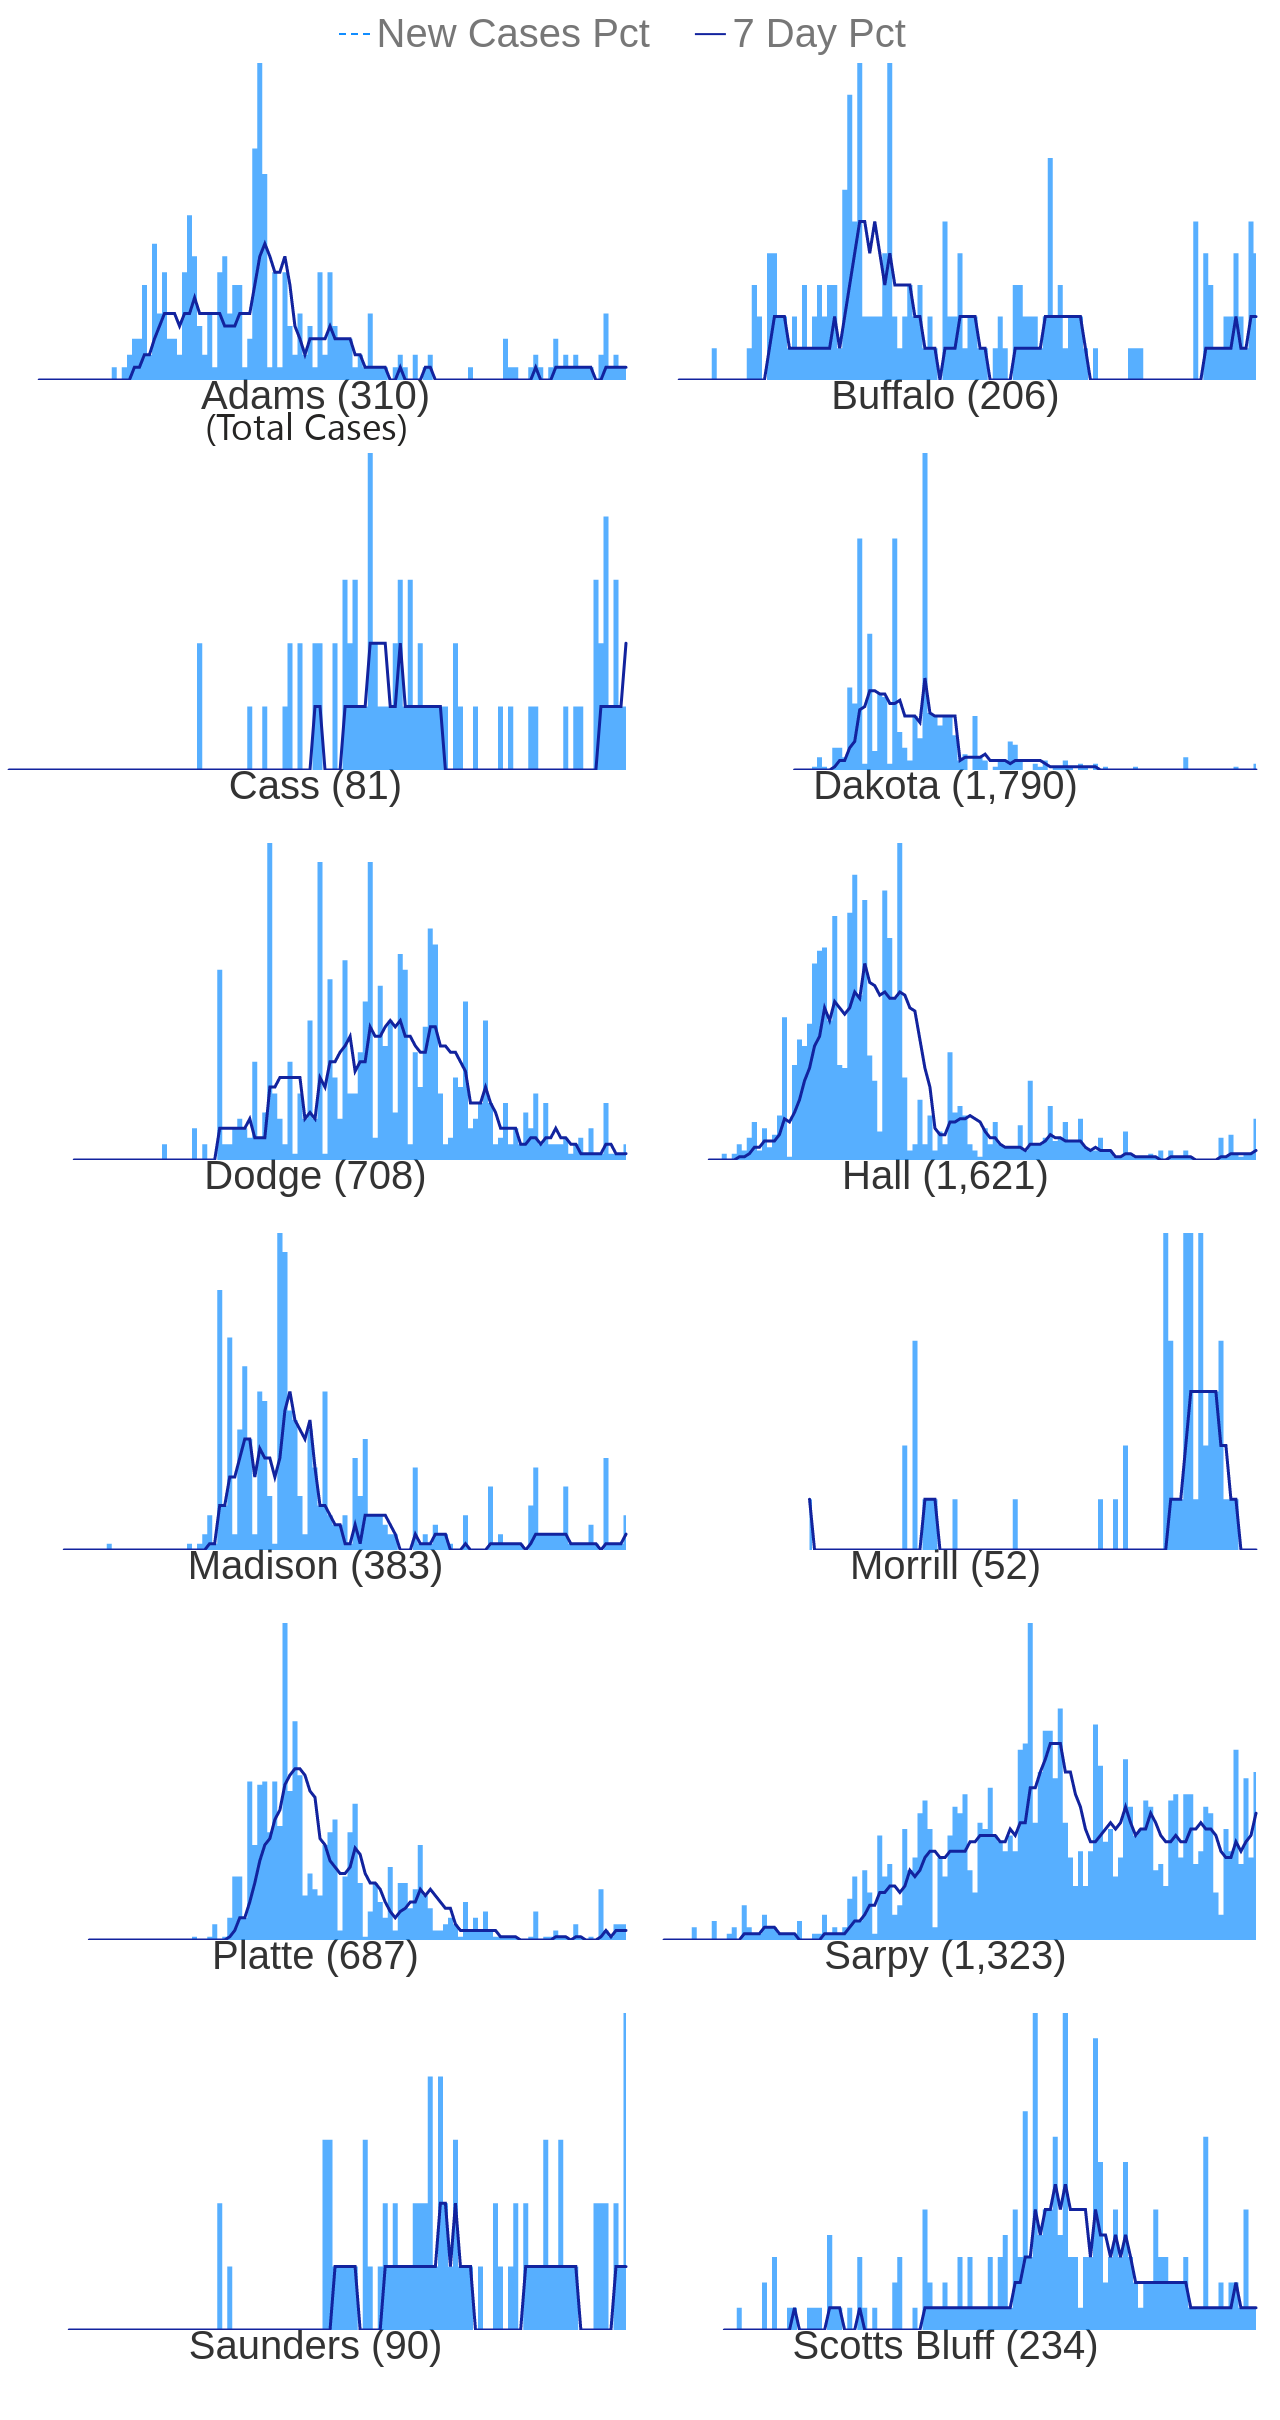 New Cases Pct 7 Day Pct
Adams (310) Buffalo (206)
(Total Cases)
Cass (81) Dakota (1,790)
Dodge (708) Hall (1,621)
Madison (383) Morrill (52)
Platte (687) Sarpy (1,323)
Saunders (90) Scotts Bluff (234)